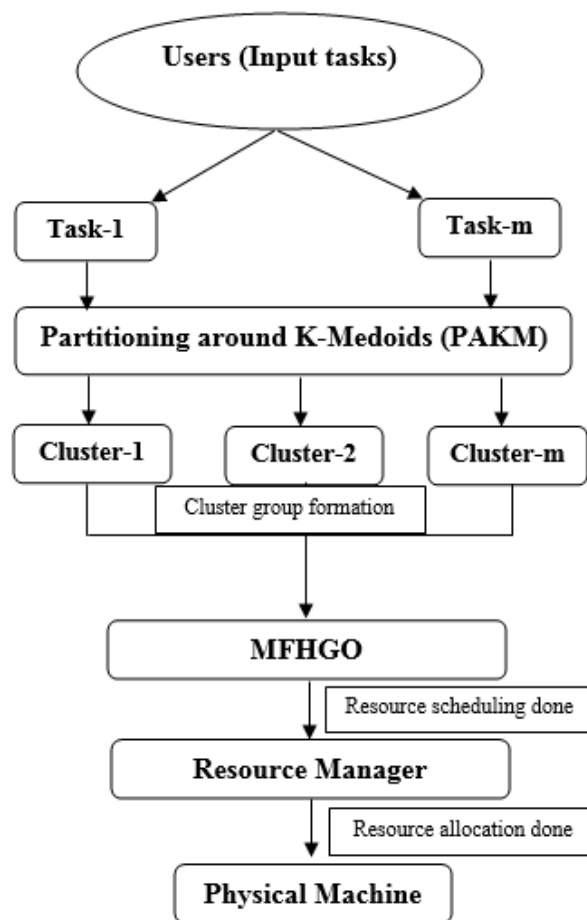 Users (Input tasks)
Task-1
Task-m
Partitioning around K-Medoids (PAKM)
Cluster-1
Cluster-2
Cluster-m
Cluster group formation
MFHGO
Resource scheduling done
Resource Manager
Resource allocation done
Physical Machine